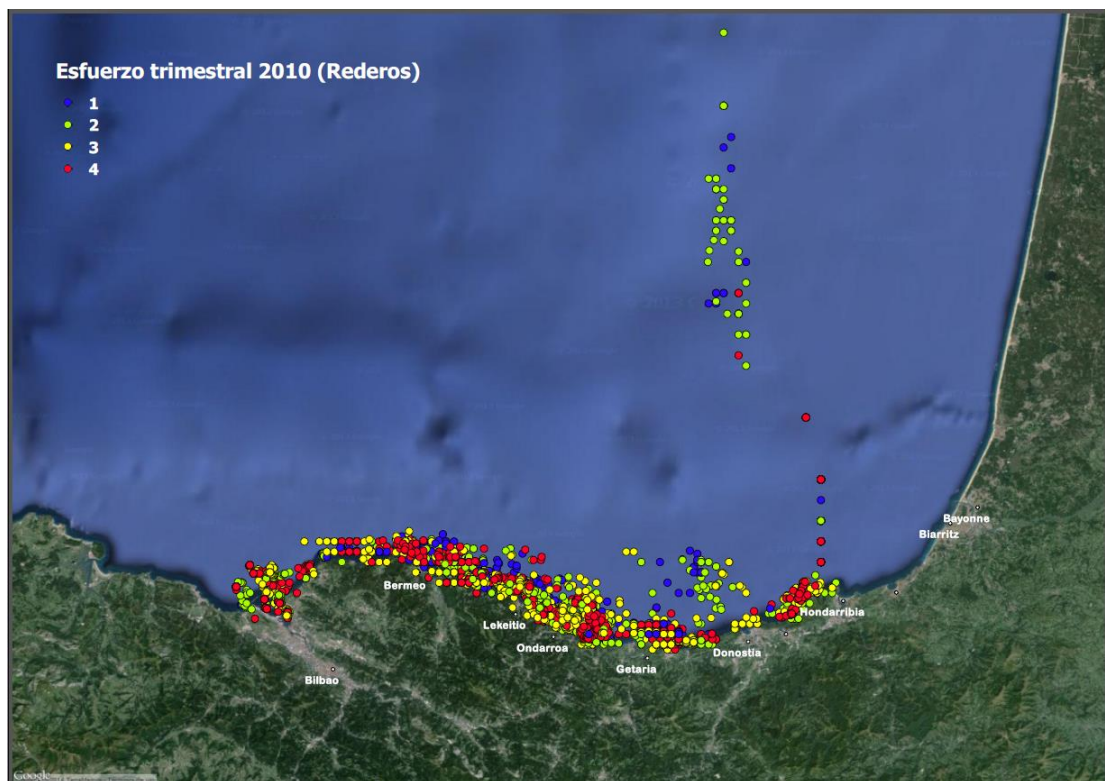 Esfuerzo trimestral 2010 (Rederos)
1
2
3
4
Bayonne
Biarritz
Bermeo
Hondarribia
Lekeitio
Ondarroa
Donostia
Getaria
Bilbao
Google